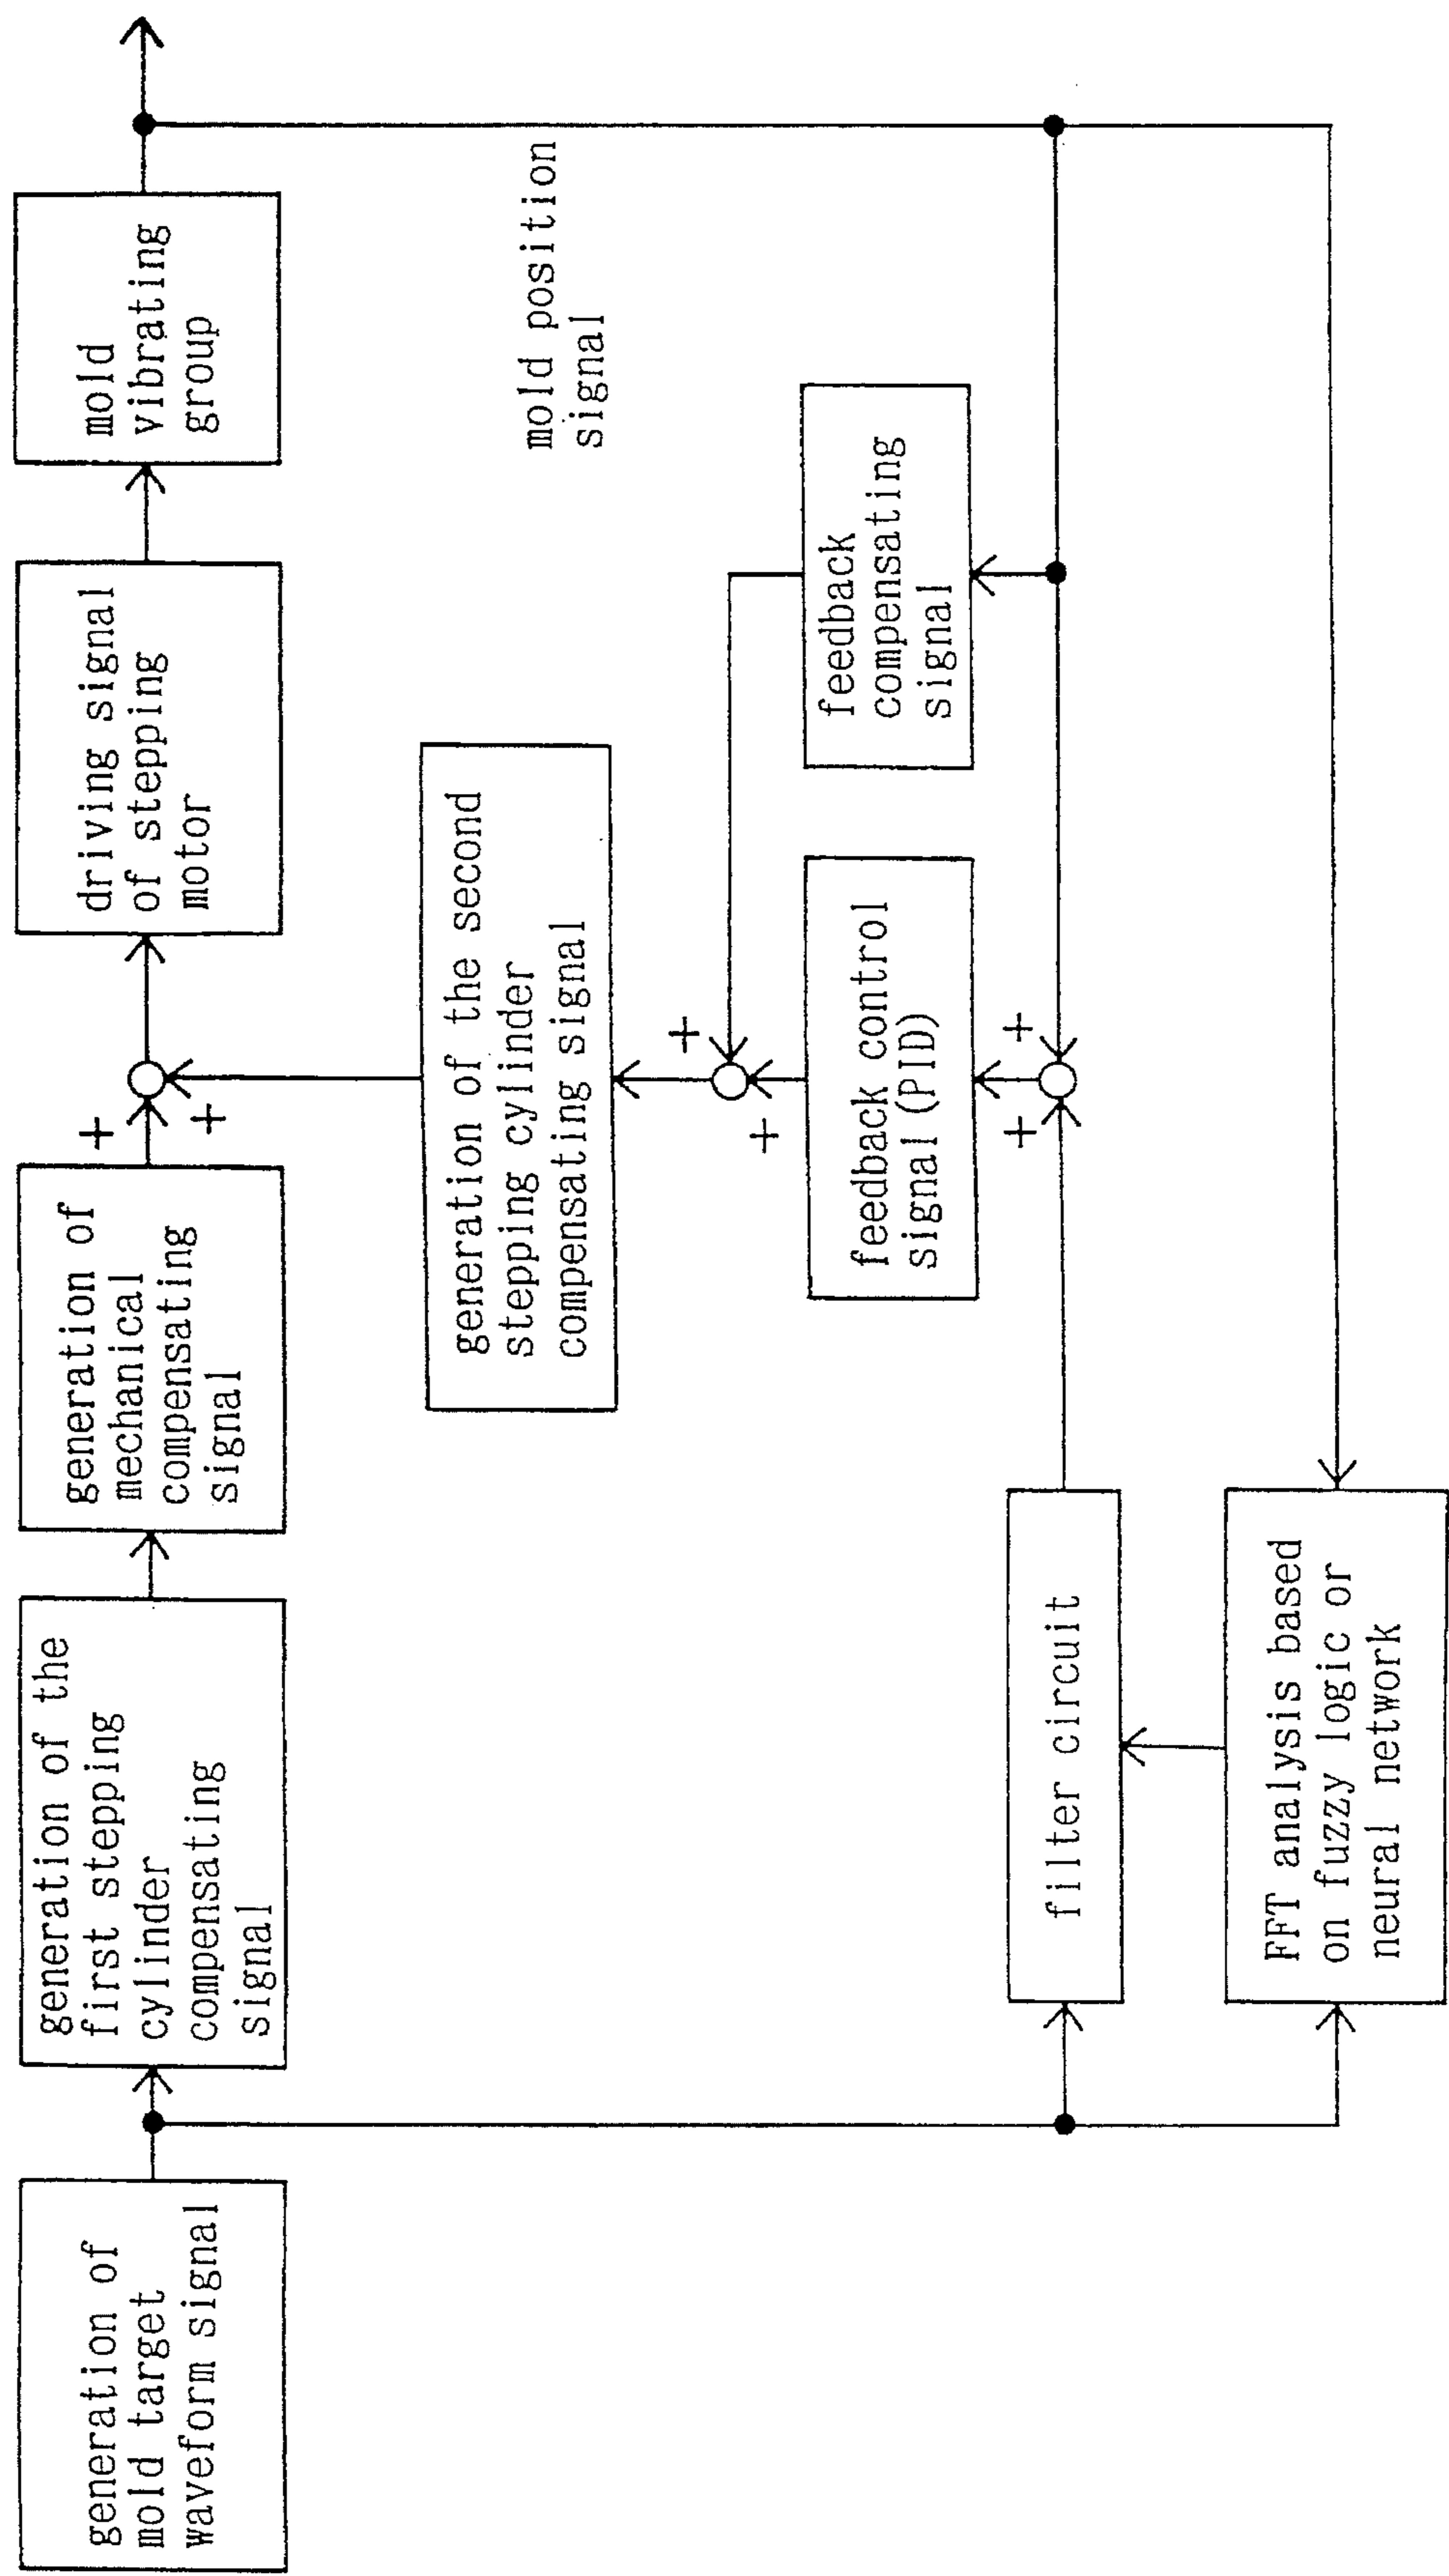 generation of
mold target
waveform signal
generation of the
first stepping
cylinder
compensating
signal
generation of
mechanical
compensating
signal
+
+
driving signal
of stepping
motor
mold
vibrating
group
mold position
signal
generation of the second
stepping cylinder
compensating signal
+
+
feedback control
signal (PID)
feedback
compensating
signal
+
+
filter circuit
FFT analysis based
on fuzzy logic or
neural network